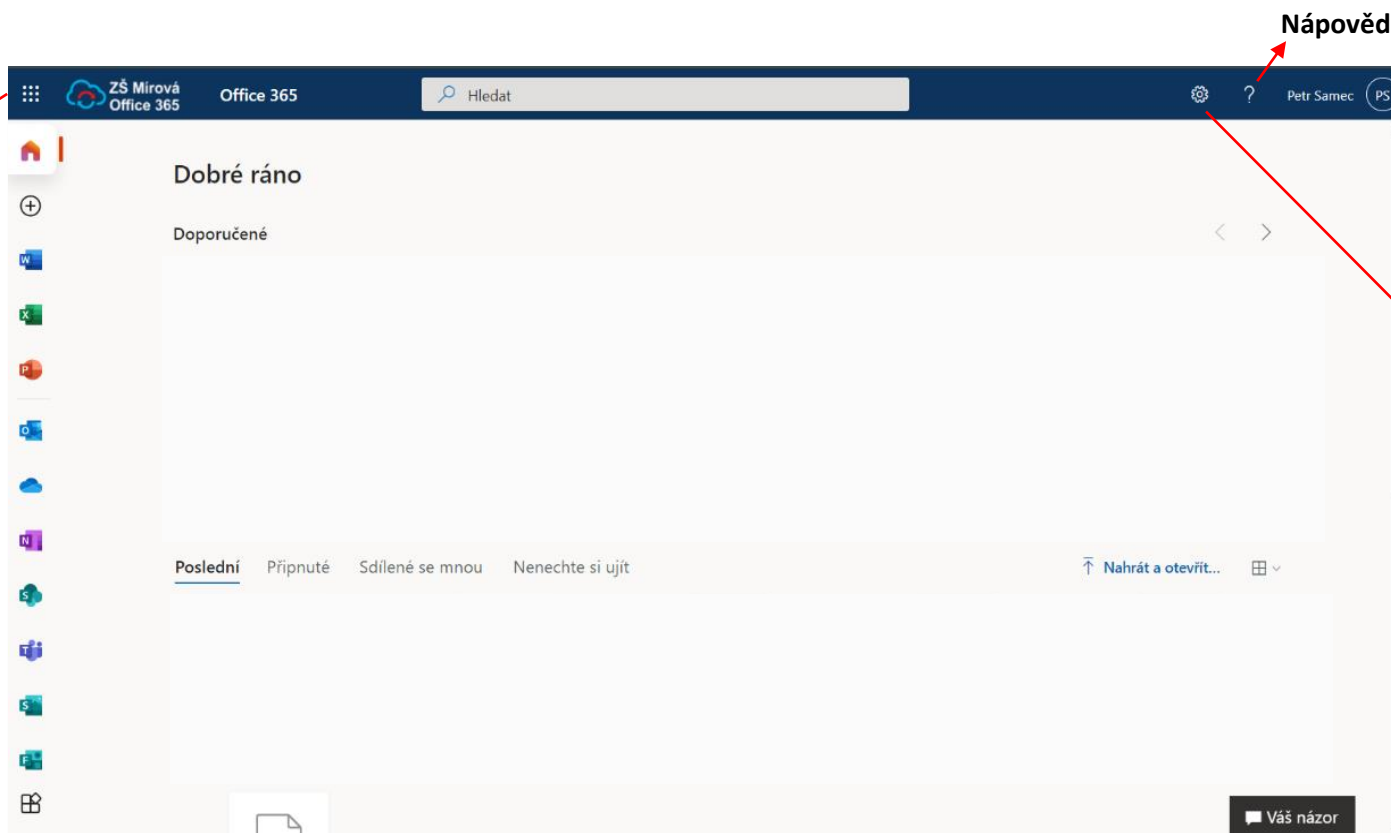 Nápověd
ZŠ Mirová
Office 365
Office 365
Hledat
?
Petr Samec
PS
Dobré ráno
Doporučené
W
X
P
O
N
S
T
S
F
Poslední
Připnuté
Sdílené se mnou
Nenechte si ujít
Nahrát a otevřít...
Váš názor